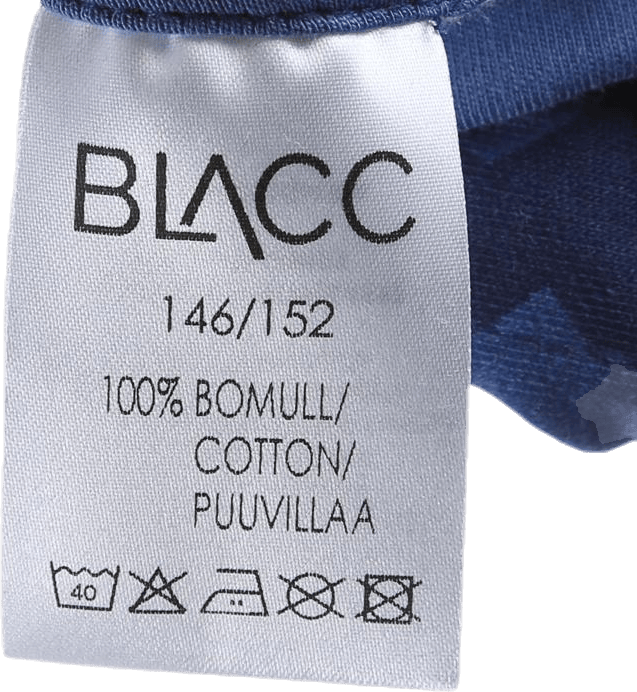 BLACC
146/152
100% BOMULL/
COTTON/
PUUVILLAA
40